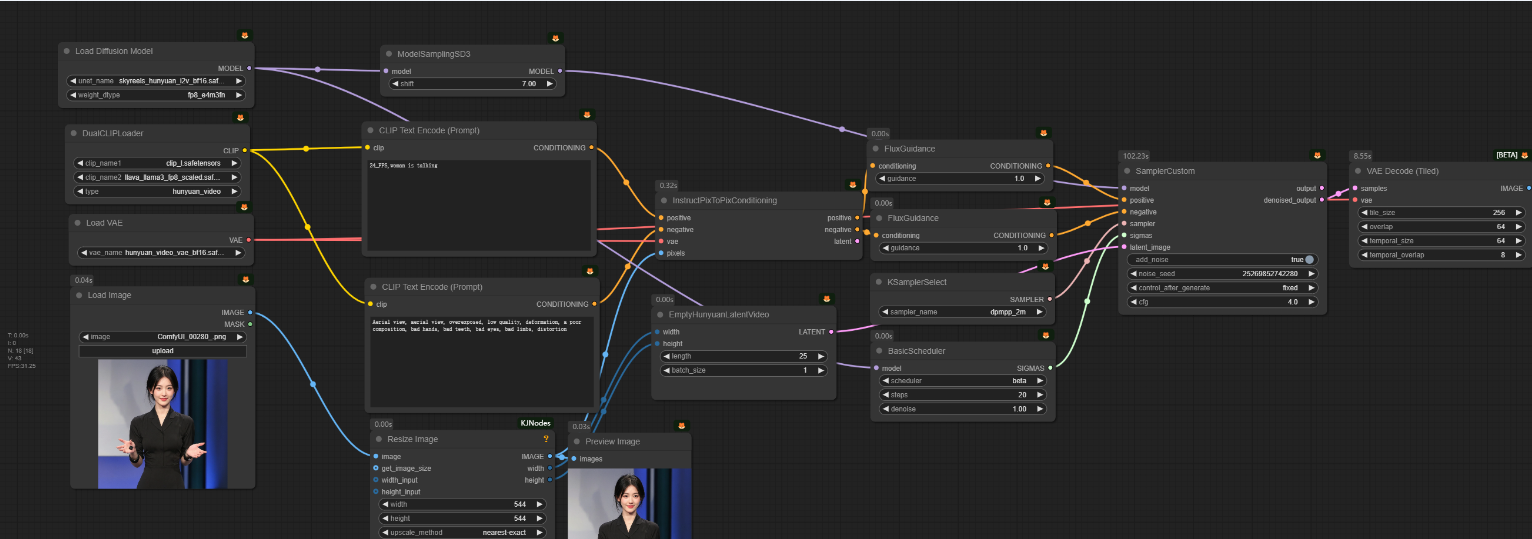 Load Diffusion Model
MODEL
unet_name skyreels_hunyuan_i2v_bf16.saf...
weight_dtype fp8_e4m3fn
ModelSamplingSD3
model MODEL
shift 7.00
DualCLIPLoader
CLIP
clip_name1 clip_l.safetensors
clip_name2 llava_llama3_fp8_scaled.saf...
type hunyuan_video
Load VAE
VAE
vae_name hunyuan_video_vae_bf16.saf...
0.04s
Load Image
IMAGE
MASK
image ComfyUI_00280_.png
upload
T: 0.00s
I: 0
N: 16 [16]
V: 43
FPS:31.25
CLIP Text Encode (Prompt)
clip CONDITIONING
24_FPS,woman is talking
CLIP Text Encode (Prompt)
clip CONDITIONING
Aerial view, aerial view, overexposed, low quality, deformation, a poor
composition, bad hands, bad teeth, bad eyes, bad limbs, distortion
0.00s KJNodes
Resize Image ?
image IMAGE
get_image_size width
width_input height
height_input
width 544
height 544
upscale_method nearest-exact
0.03s
Preview Image
images
0.32s
InstructPixToPixConditioning
positive positive
negative negative
vae latent
pixels
0.00s
EmptyHunyuanLatentVideo
width LATENT
height
length 25
batch_size 1
0.00s
FluxGuidance
conditioning CONDITIONING
guidance 1.0
0.00s
FluxGuidance
conditioning CONDITIONING
guidance 1.0
KSamplerSelect
SAMPLER
sampler_name dpmpp_2m
0.00s
BasicScheduler
model SIGMAS
scheduler beta
steps 20
denoise 1.00
102.23s
SamplerCustom
model output
positive denoised_output
negative
sampler
sigmas
latent_image
add_noise true
noise_seed 25269852742280
control_after_generate fixed
cfg 4.0
8.55s [BETA]
VAE Decode (Tiled)
samples IMAGE
vae
tile_size 256
overlap 64
temporal_size 64
temporal_overlap 8